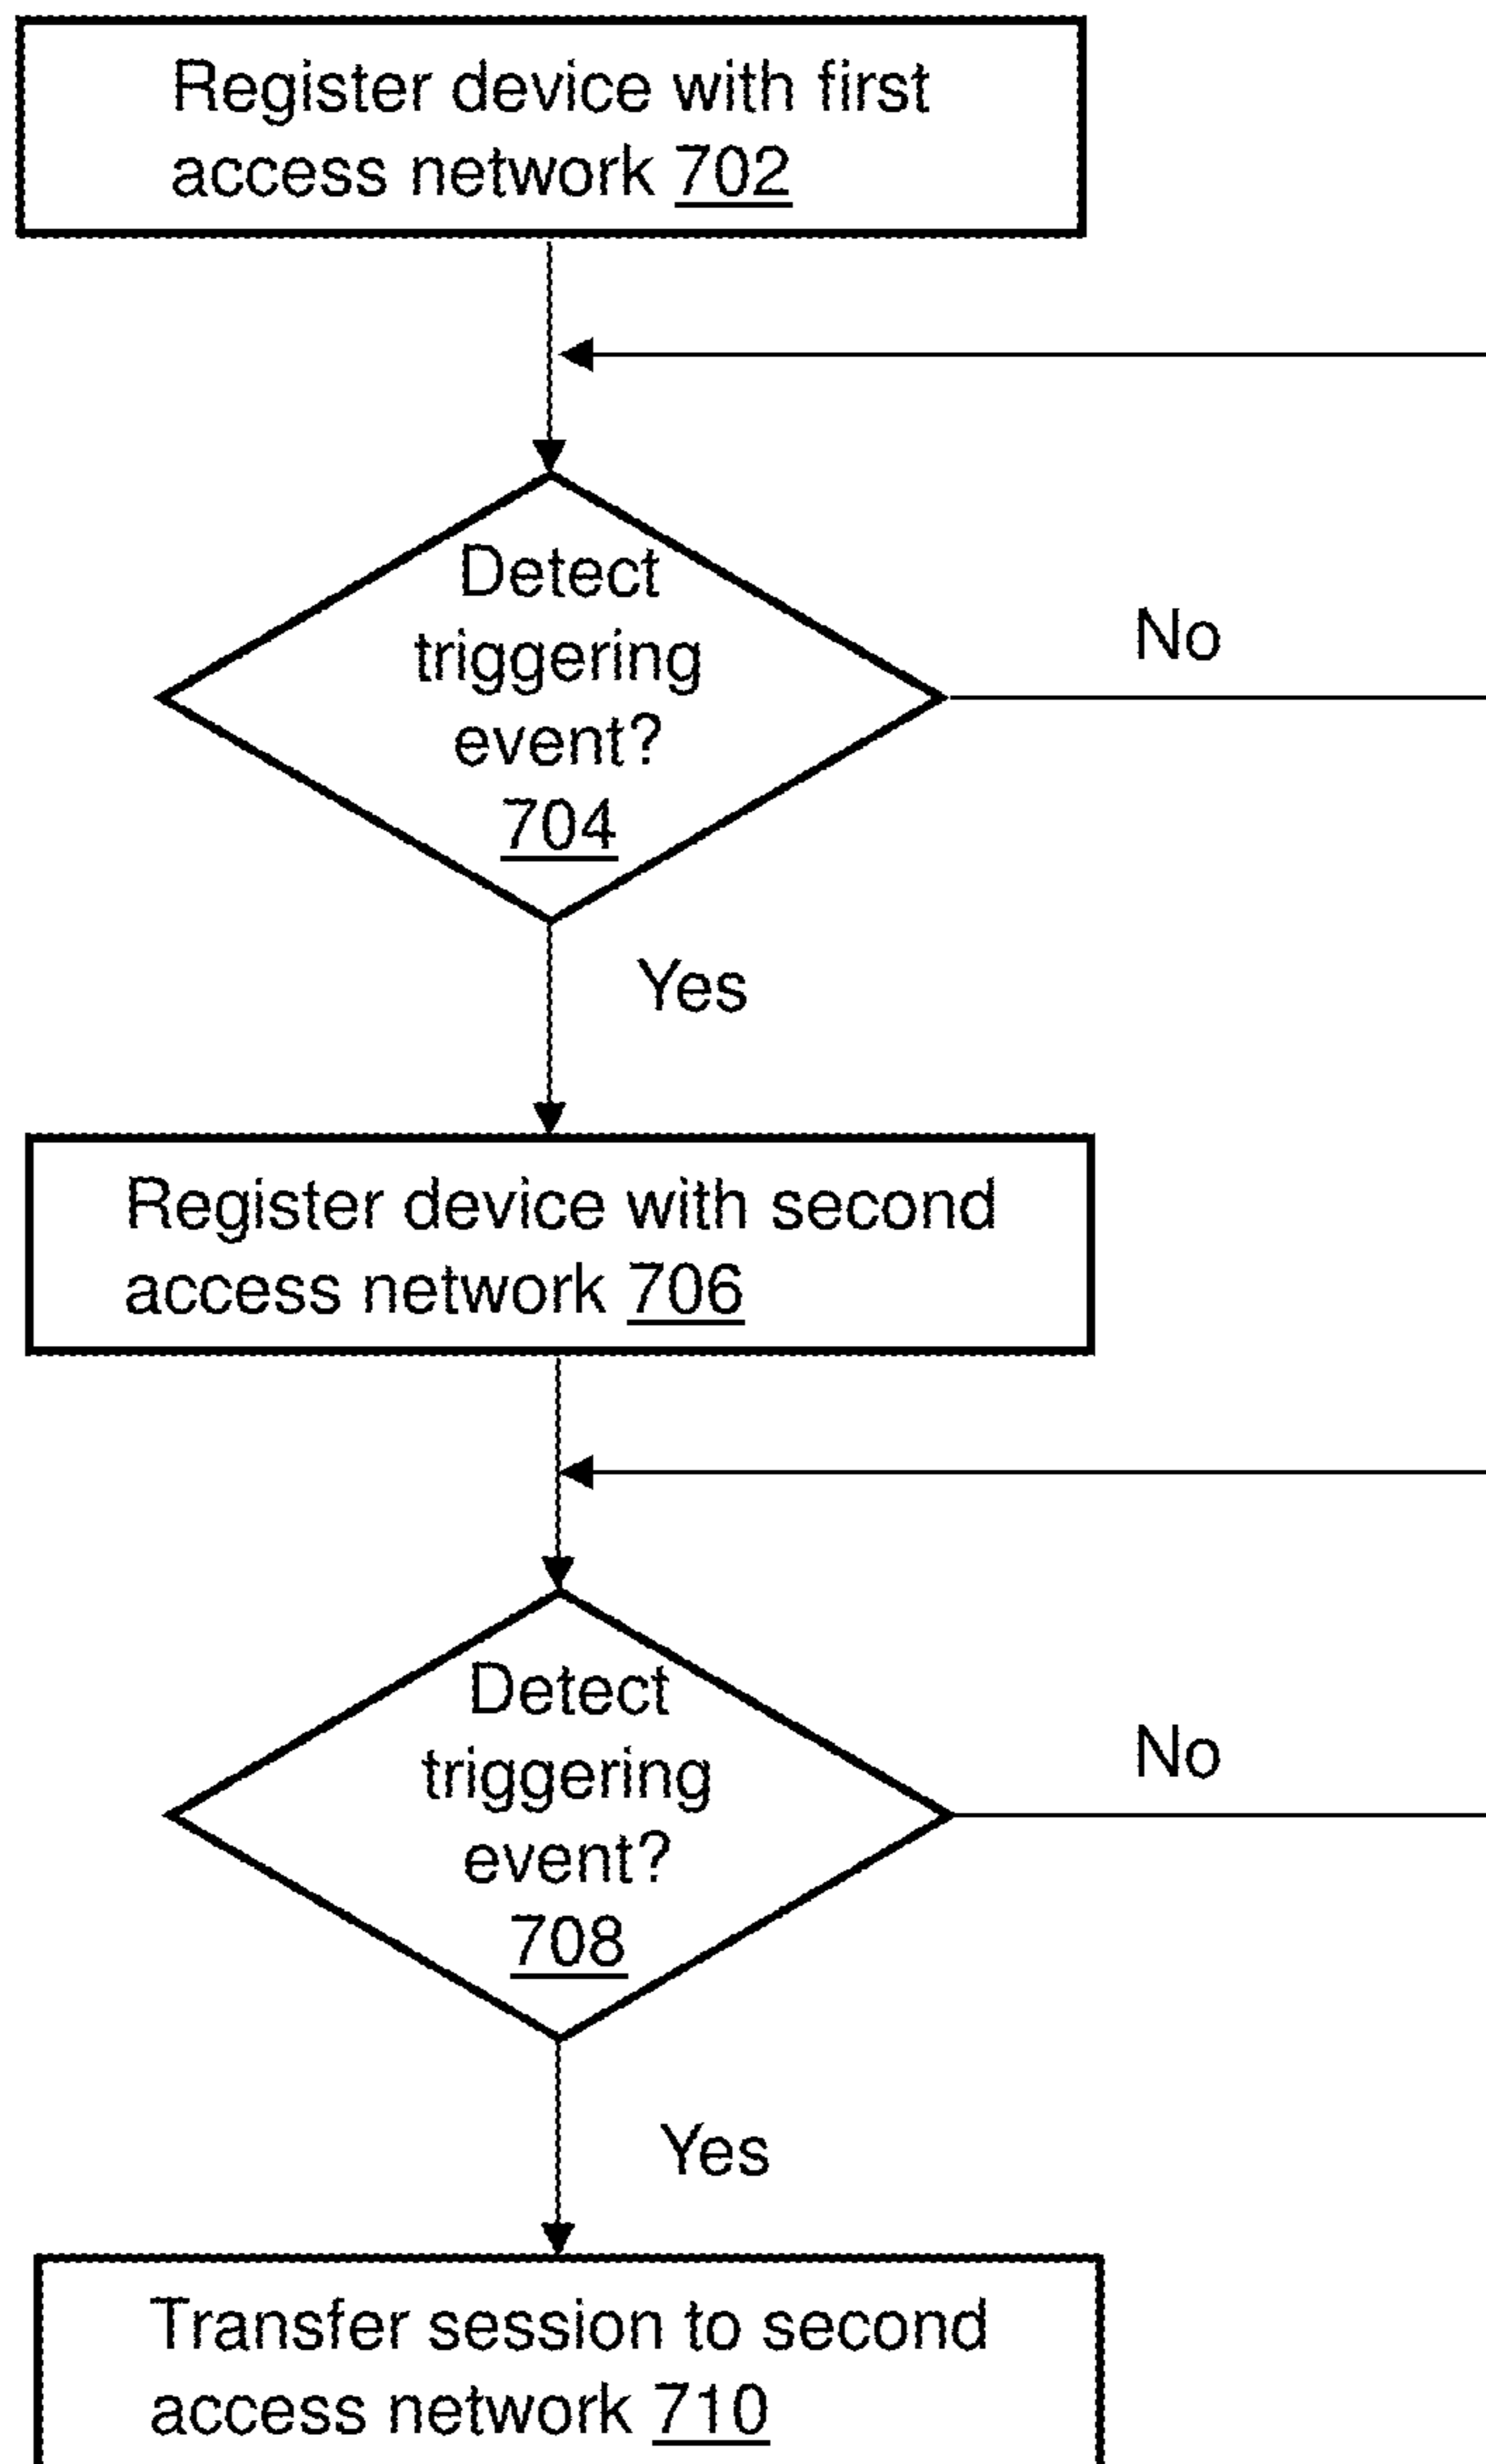 Register device with first
access network 702
Detect
triggering
event?
704
No
Yes
Register device with second
access network 706
Detect
triggering
event?
708
No
Yes
Transfer session to second
access network 710